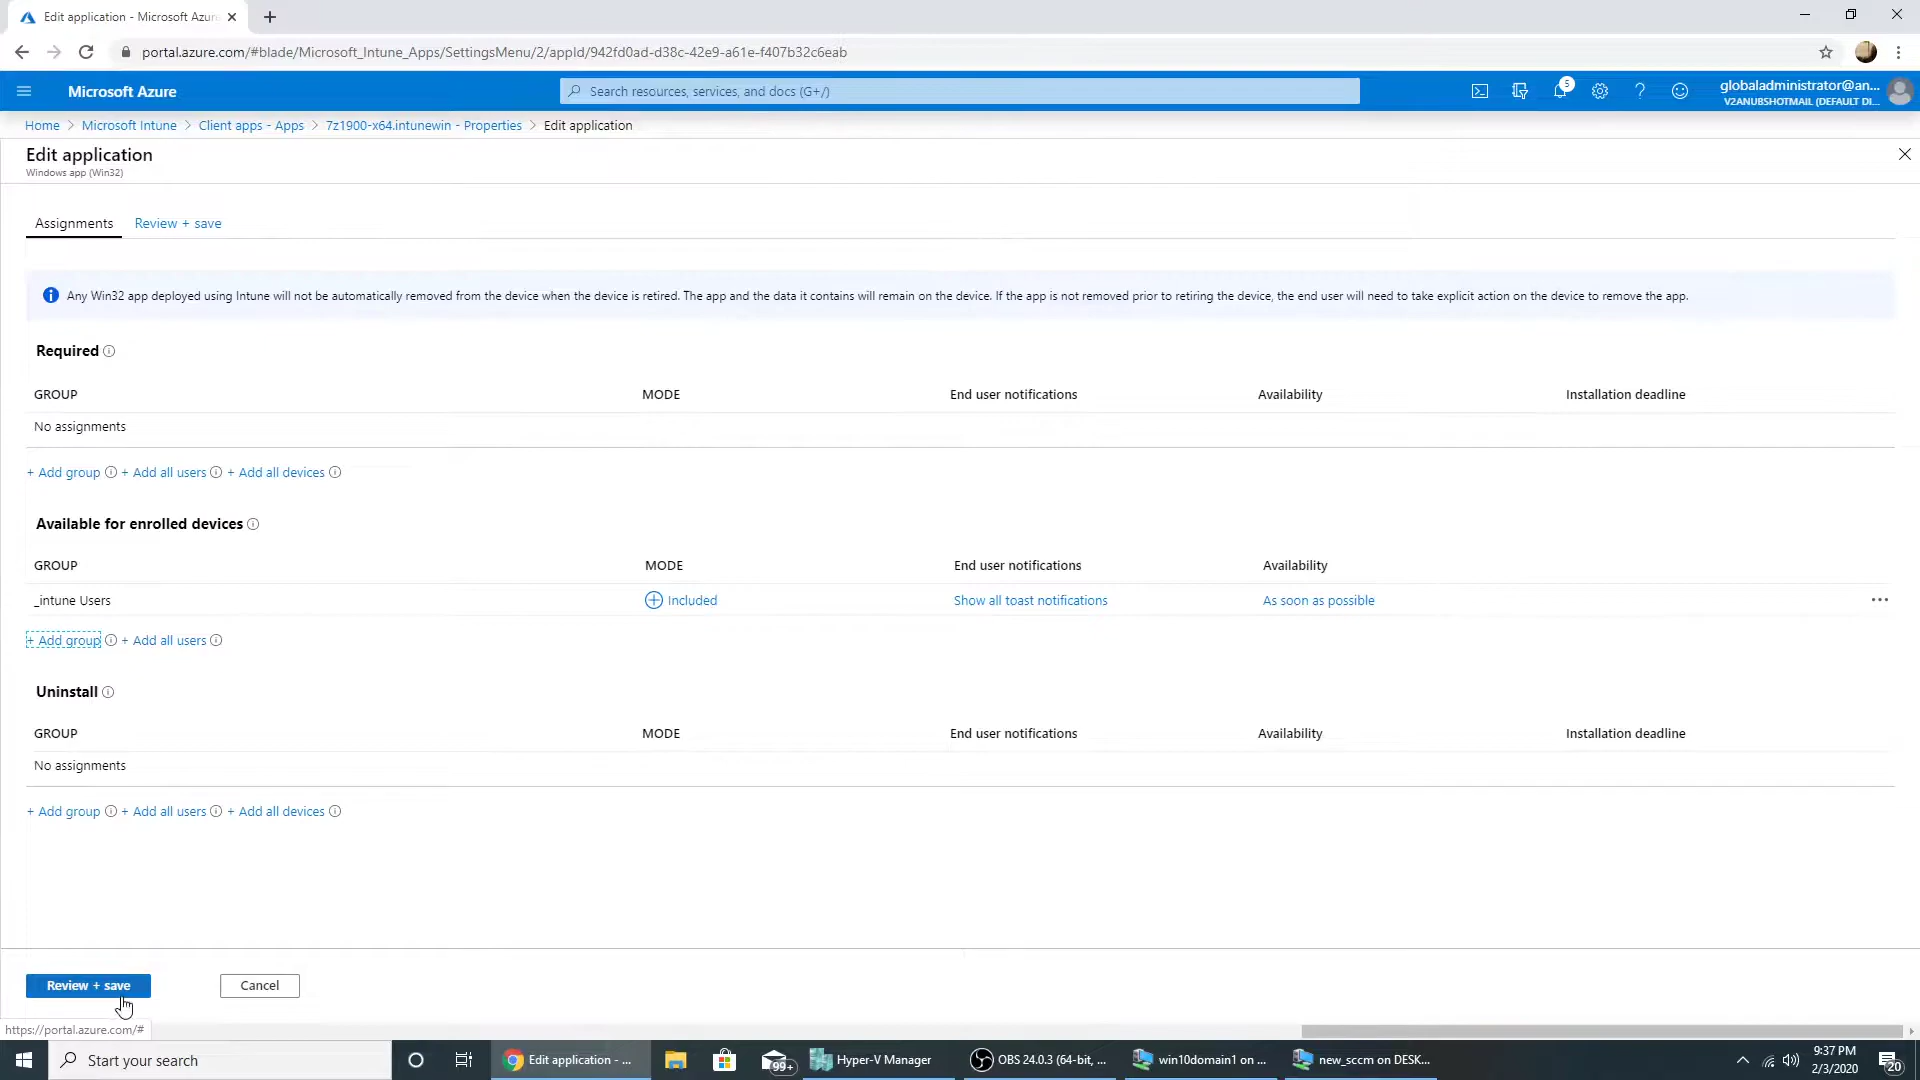 Edit application - Microsoft Azure
portal.azure.com/#blade/Microsoft_Intune_Apps/SettingsMenu/2/appId/942fd0ad-d38c-42e9-a61e-f407b32c6eab
Microsoft Azure
Search resources, services, and docs (G+/)
5
globaladministrator@an...
V2ANUBSHOTMAIL (DEFAULT DI...
Home > Microsoft Intune > Client apps - Apps > 7z1900-x64.intunewin - Properties > Edit application
Edit application
Windows app (Win32)
Assignments Review + save
Any Win32 app deployed using Intune will not be automatically removed from the device when the device is retired. The app and the data it contains will remain on the device. If the app is not removed prior to retiring the device, the end user will need to take explicit action on the device to remove the app.
Required
GROUP MODE End user notifications Availability Installation deadline
No assignments
+ Add group + Add all users + Add all devices
Available for enrolled devices
GROUP MODE End user notifications Availability
_intune Users Included Show all toast notifications As soon as possible
+ Add group + Add all users
Uninstall
GROUP MODE End user notifications Availability Installation deadline
No assignments
+ Add group + Add all users + Add all devices
Review + save Cancel
https://portal.azure.com/#
Start your search
Edit application - ...
99+
Hyper-V Manager
OBS 24.0.3 (64-bit, ...
win10domain1 on ...
new_sccm on DESK...
9:37 PM
2/3/2020
20